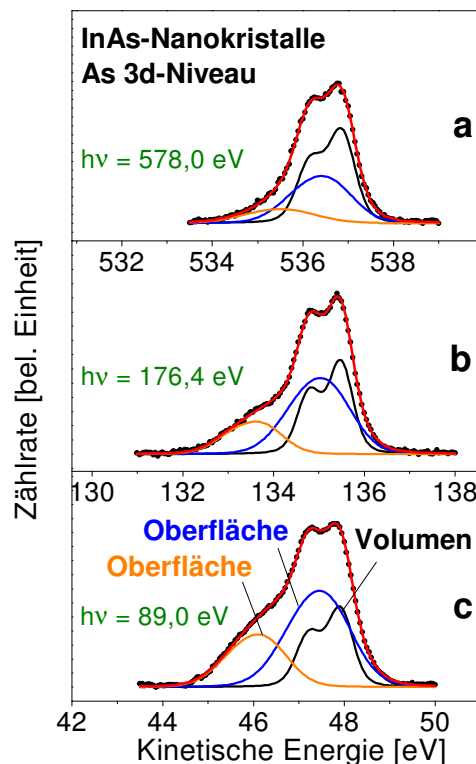 InAs-Nanokristalle
As 3d-Niveau
a
hν = 578,0 eV
532 534 536 538
b
hν = 176,4 eV
130 132 134 136 138
Oberfläche
Volumen
Oberfläche
c
hν = 89,0 eV
42 44 46 48 50
Kinetische Energie [eV]
Zählrate [bel. Einheit]